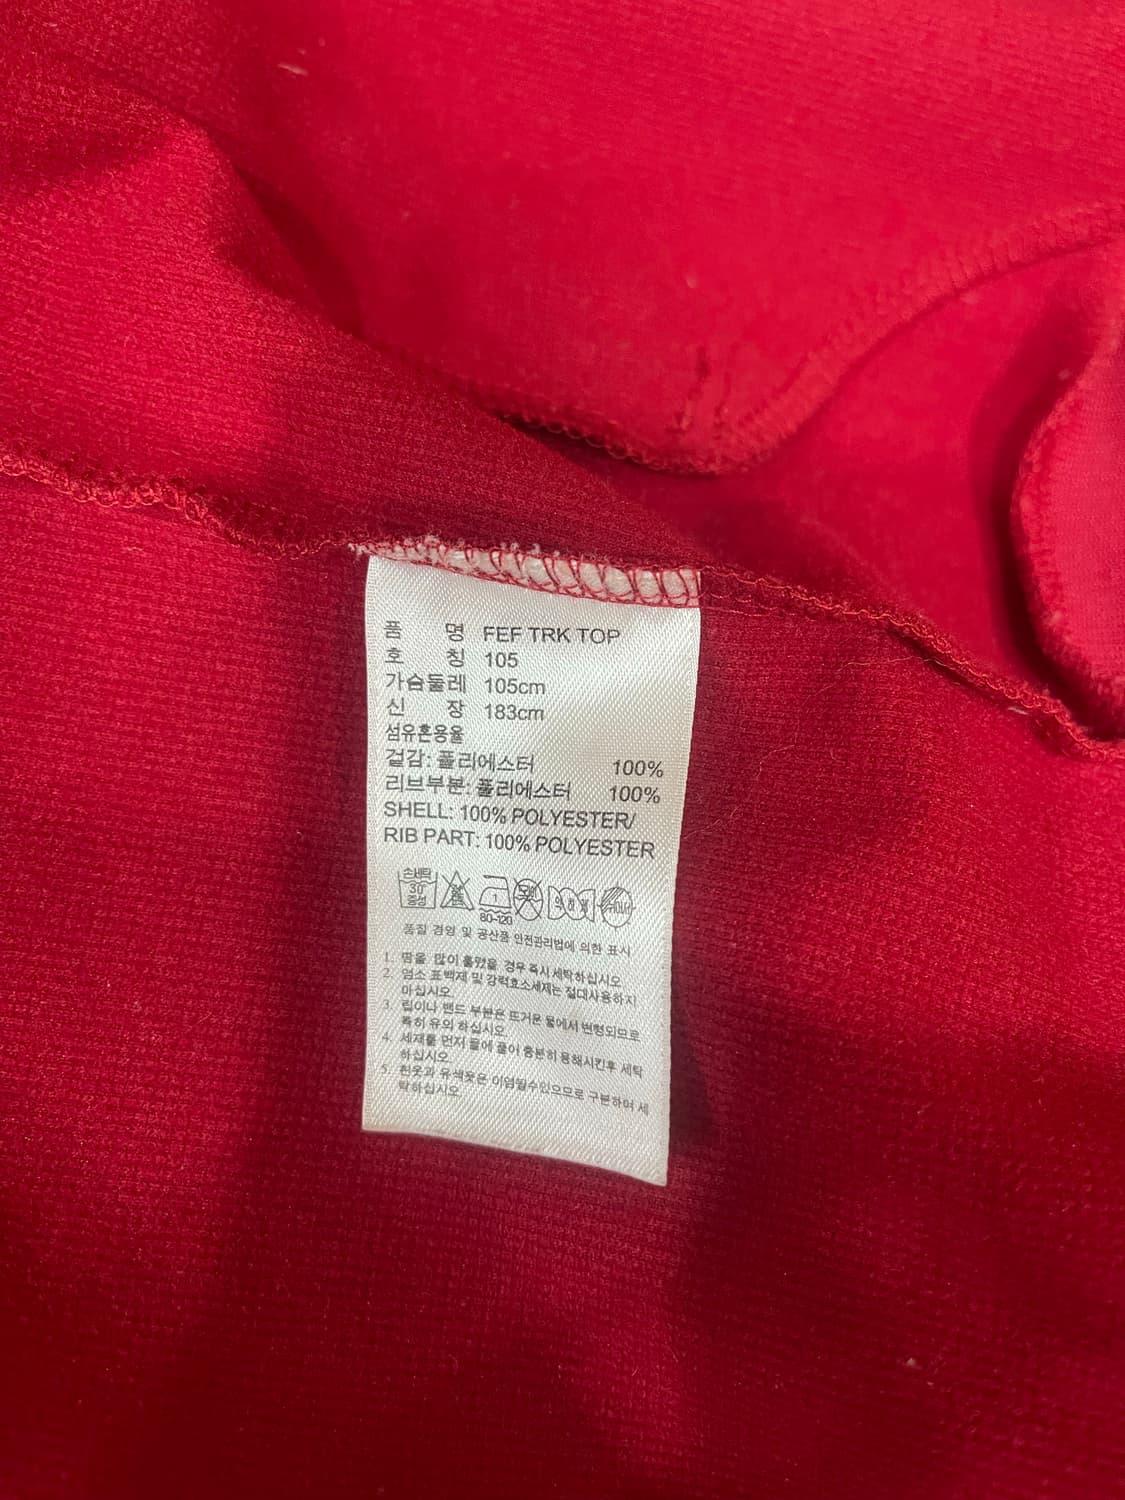 품 명 FEF TRK TOP
호 칭 105
가슴둘레 105cm
신 장 183cm
섬유혼용율
겉감: 폴리에스터 100%
리브부분: 폴리에스터 100%
SHELL: 100% POLYESTER/
RIB PART: 100% POLYESTER
손세탁
30
중성
80-120
품질 경영 및 공산품 안전관리법에 의한 표시
1. 땀을 많이 흘렸을 경우 즉시 세탁하십시오
2. 염소 표백제 및 강력효소세제는 절대사용하지
마십시오.
3. 립이나 밴드 부분은 뜨거운 물에서 변형되므로
특히 유의 하십시오.
4. 세제를 먼저 물에 풀어 충분히 용해시킨후 세탁
하십시오.
5. 흰옷과 유색옷은 이염될수있으므로 구분하여 세
탁하십시오.